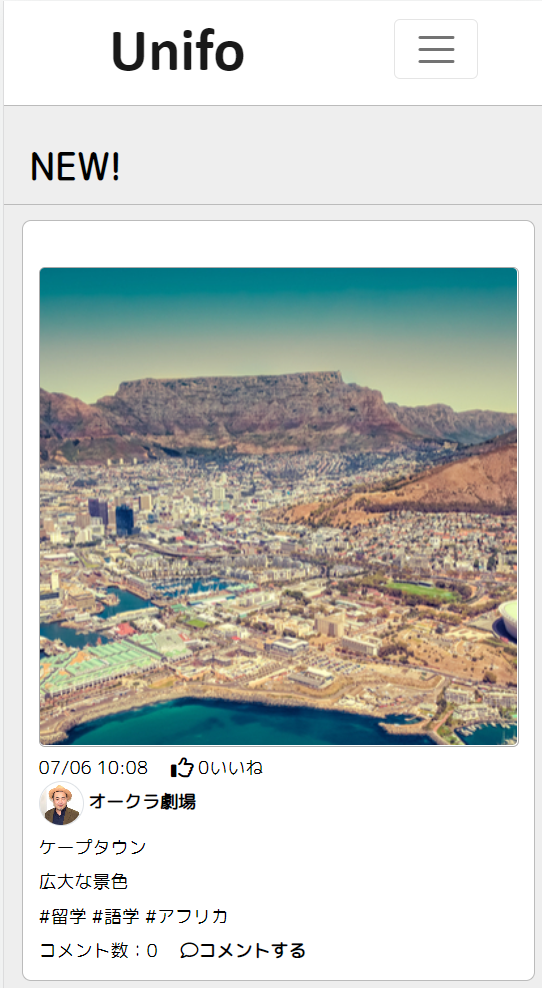 Unifo
NEW!
07/06 10:08 0いいね
オークラ劇場
ケープタウン
広大な景色
#留学 #語学 #アフリカ
コメント数：0 コメントする